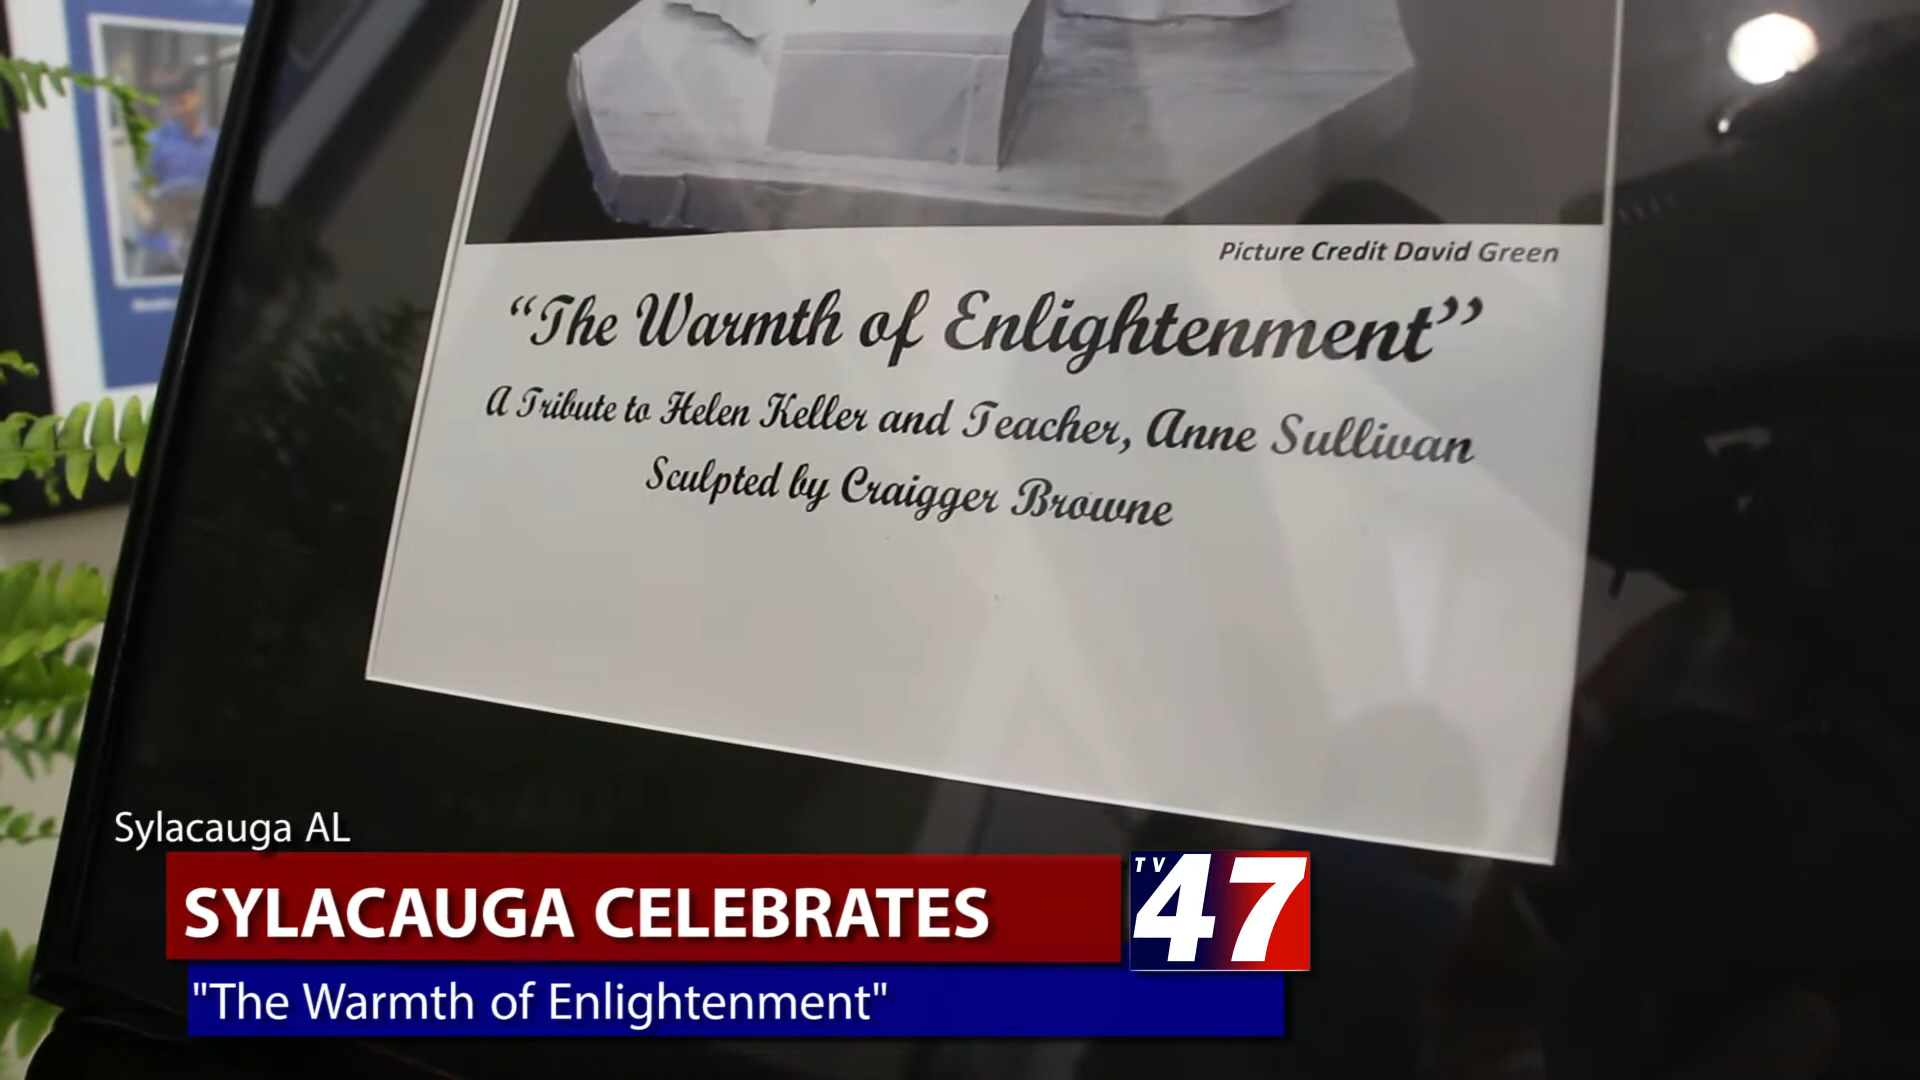 Picture Credit David Green
“The Warmth of Enlightenment”
A Tribute to Helen Keller and Teacher, Anne Sullivan
Sculpted by Craigger Browne
Sylacauga AL
SYLACAUGA CELEBRATES
TV 47
"The Warmth of Enlightenment"